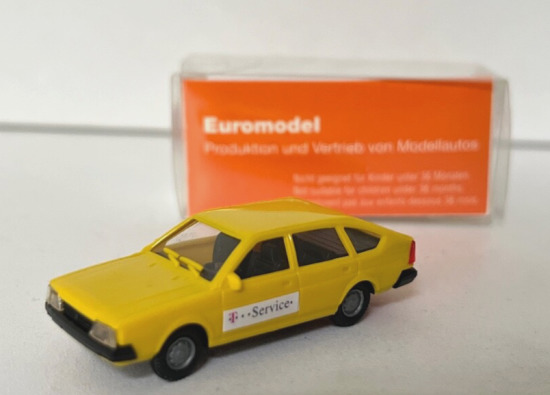 Euromodel
Produktion und Vertrieb von Modellautos
Nicht geeignet für Kinder unter 36 Monaten.
Not suitable for children under 36 months.
T··Service·